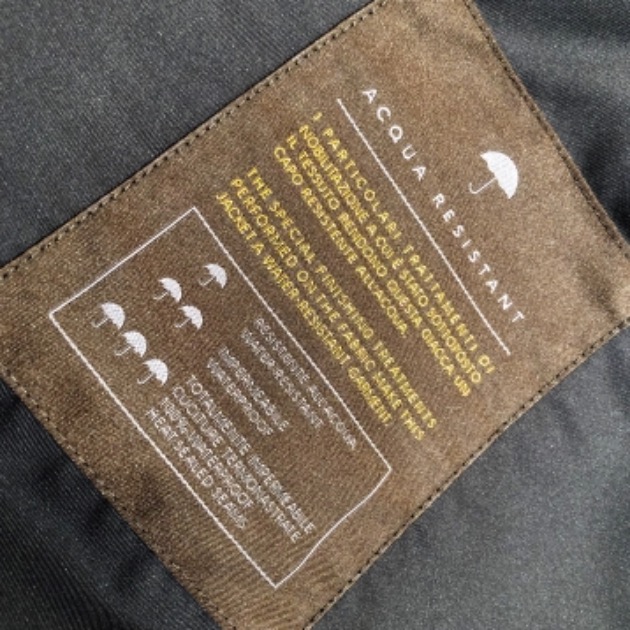 ACQUA RESISTANT
I PARTICOLARI TRATTAMENTI DI
NOBILITAZIONE A CUI È STATO SOTTOPOSTO
IL TESSUTO RENDONO QUESTA GIACCA UN
CAPO RESISTENTE ALL'ACQUA.
THE SPECIAL FINISHING TREATMENTS
PERFORMED ON THE FABRIC MAKE THIS
JACKET A WATER-RESISTANT GARMENT.
RESISTENTE ALL'ACQUA
WATER-RESISTANT
IMPERMEABILE
WATERPROOF
TOTALMENTE IMPERMEABILE
CUCITURE TERMONASTRATE
100% WATERPROOF
HEAT-SEALED SEAMS